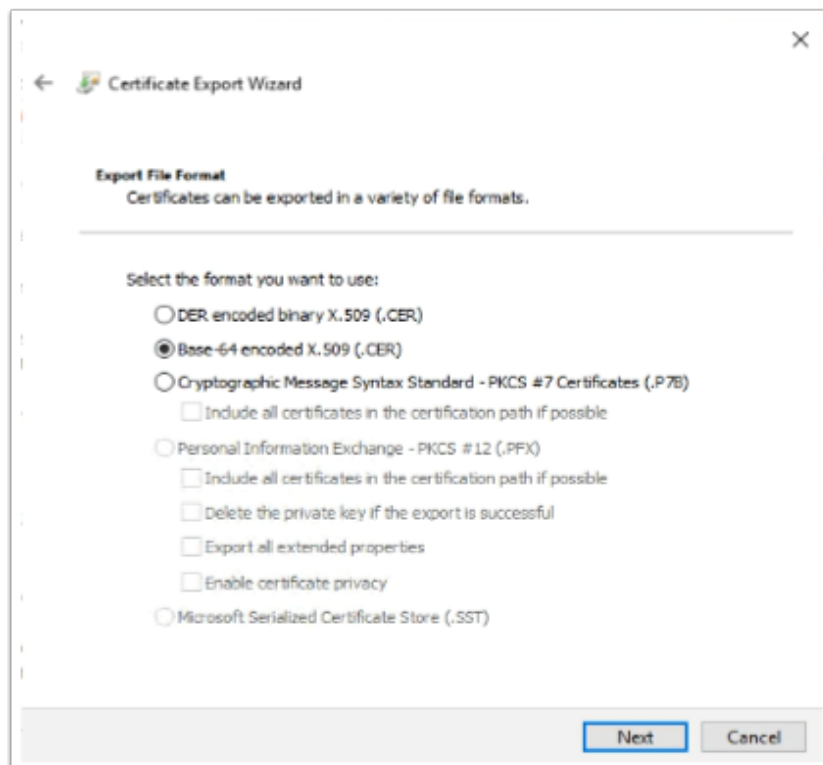 Certificate Export Wizard
Export File Format
Certificates can be exported in a variety of file formats.
Select the format you want to use:
DER encoded binary X.509 (.CER)
Base-64 encoded X.509 (.CER)
Cryptographic Message Syntax Standard - PKCS #7 Certificates (.P7B)
Include all certificates in the certification path if possible
Personal Information Exchange - PKCS #12 (.PFX)
Include all certificates in the certification path if possible
Delete the private key if the export is successful
Export all extended properties
Enable certificate privacy
Microsoft Serialized Certificate Store (.SST)
Next Cancel